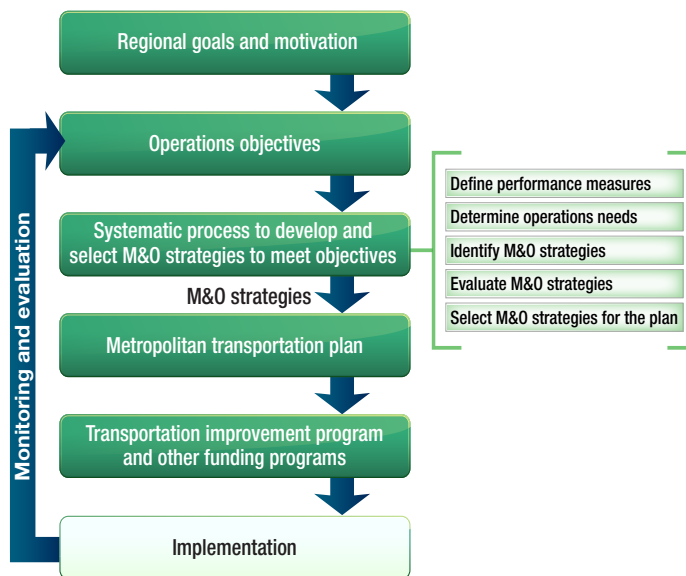 Regional goals and motivation
Operations objectives
Systematic process to develop and
select M&O strategies to meet objectives
Define performance measures
Determine operations needs
Identify M&O strategies
Evaluate M&O strategies
Select M&O strategies for the plan
M&O strategies
Metropolitan transportation plan
Transportation improvement program
and other funding programs
Implementation
Monitoring and evaluation